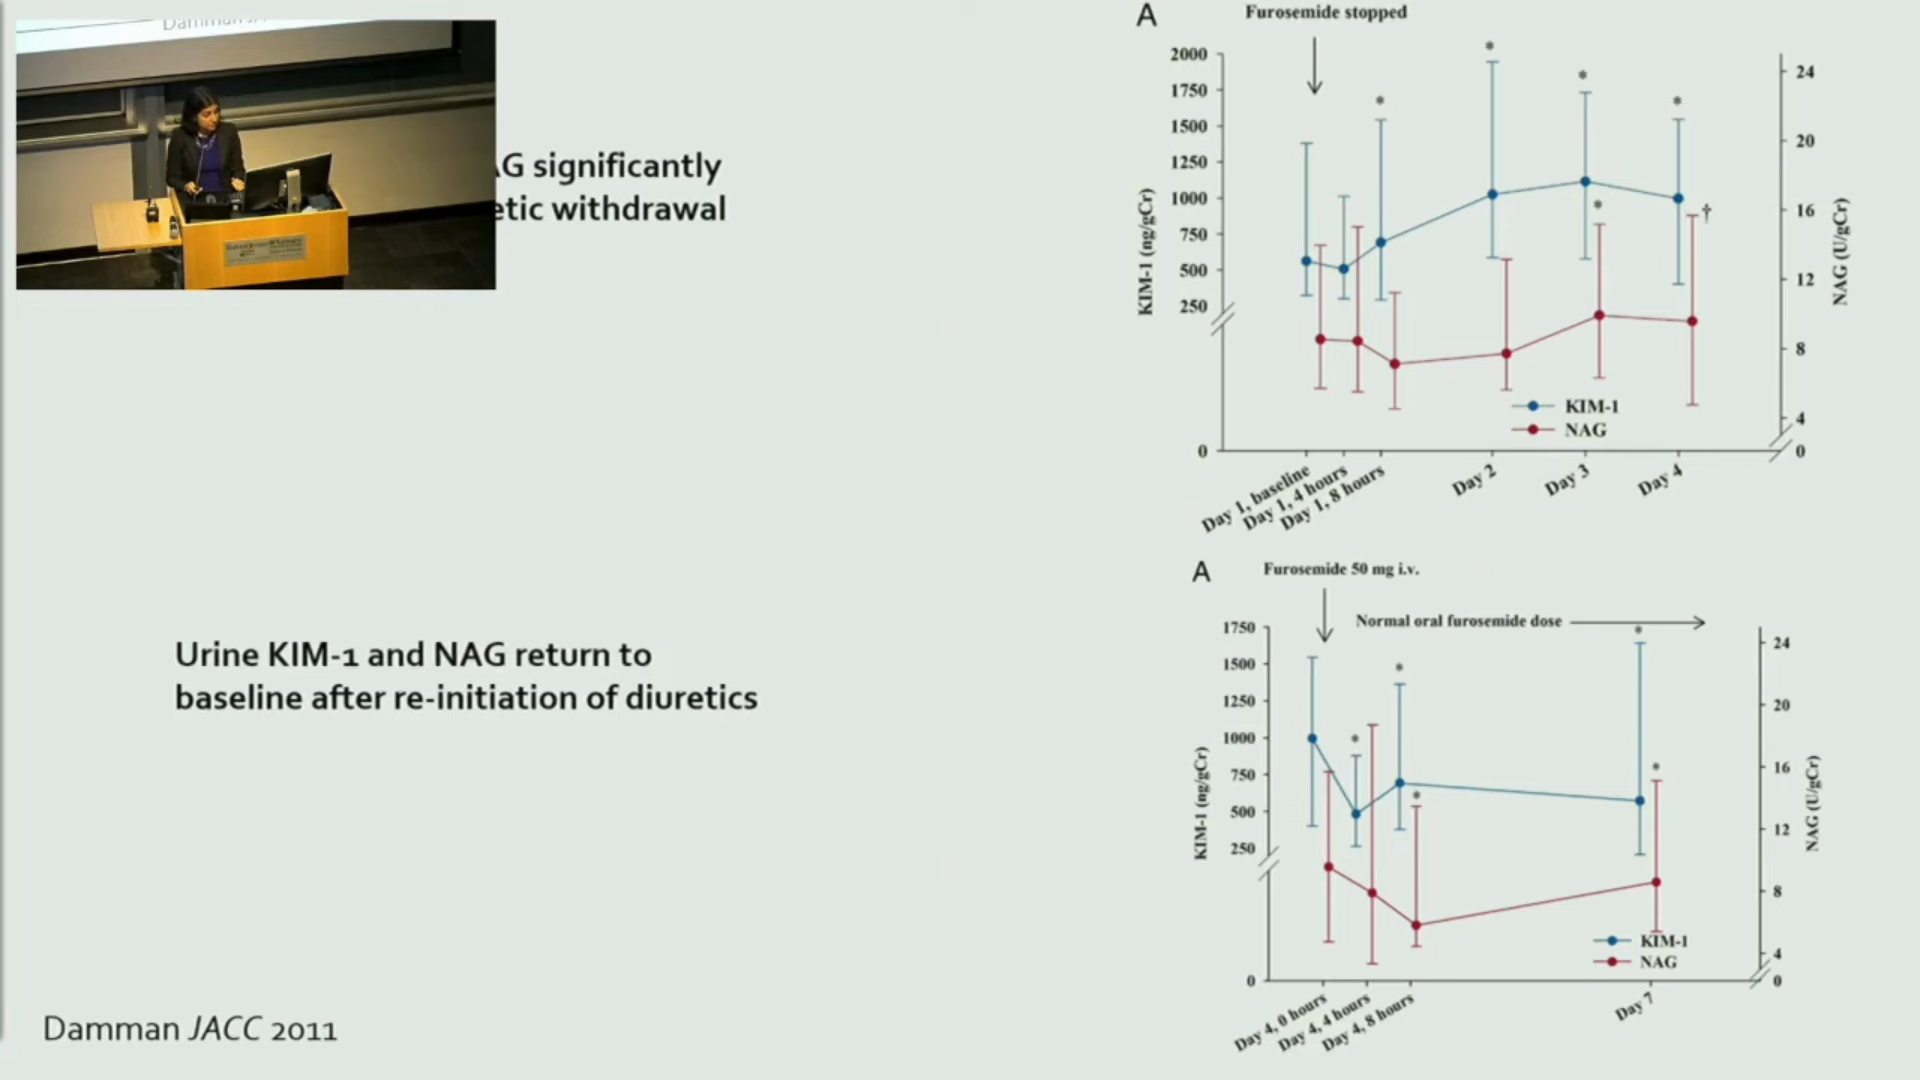 AG significantly
etic withdrawal
Urine KIM-1 and NAG return to
baseline after re-initiation of diuretics
Damman JACC 2011
A
Furosemide stopped
2000
1750
1500
1250
1000
750
500
250
0
KIM-1 (ng/gCr)
24
20
16
12
8
4
0
NAG (U/gCr)
*
*
*
*
*
†
KIM-1
NAG
Day 1, baseline
Day 1, 4 hours
Day 1, 8 hours
Day 2
Day 3
Day 4
A
Furosemide 50 mg i.v.
Normal oral furosemide dose
1750
1500
1250
1000
750
500
250
0
KIM-1 (ng/gCr)
24
20
16
12
8
4
0
NAG (U/gCr)
*
*
*
*
*
KIM-1
NAG
Day 4, 0 hours
Day 4, 4 hours
Day 4, 8 hours
Day 7